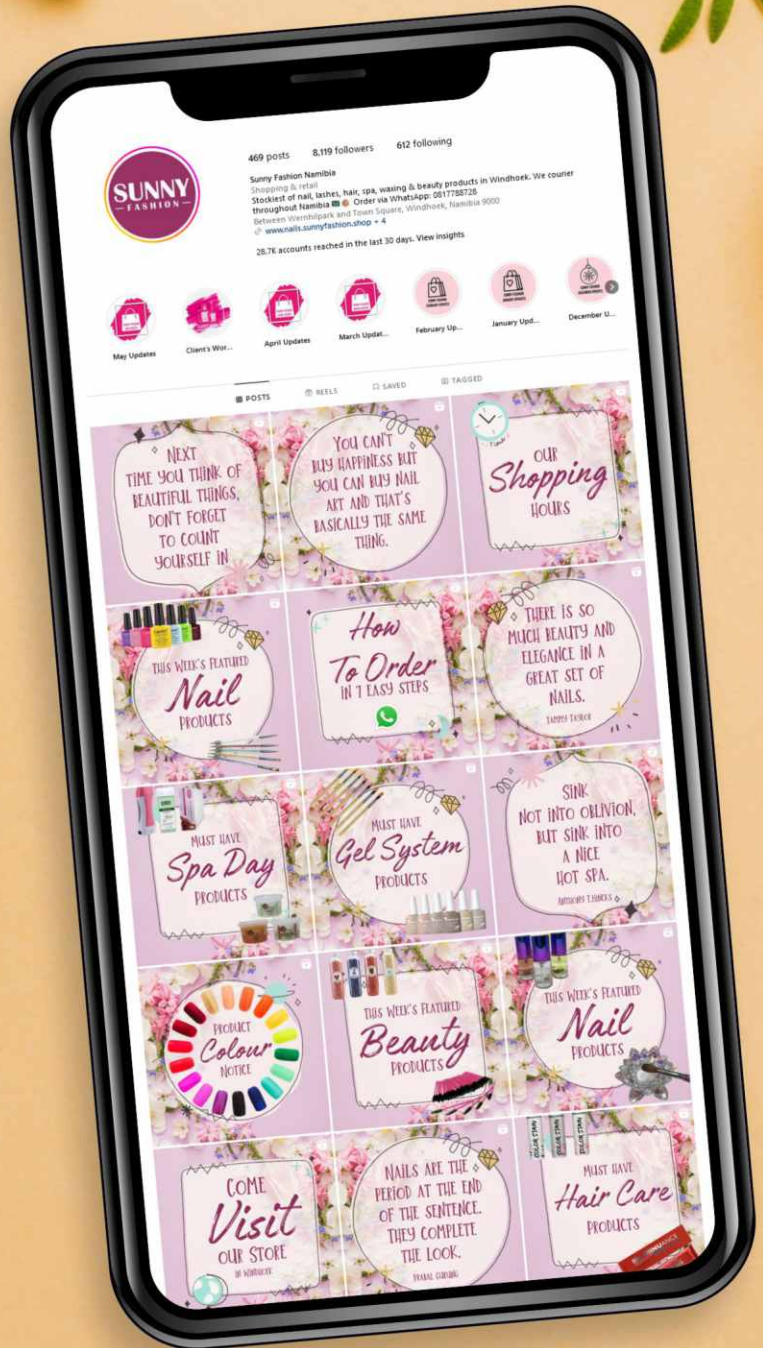 SUNNY
FASHION
469 posts 8,119 followers 612 following
Sunny Fashion Namibia
Shopping & retail
Stockiest of nail, lashes, hair, spa, waxing & beauty products in Windhoek. We courier
throughout Namibia Order via WhatsApp: 0817788728
Between Wernhilpark and Town Square, Windhoek, Namibia 9000
www.nails.sunnyfashion.shop + 4
28.7K accounts reached in the last 30 days. View insights
May Updates Client's Wor... April Updates March Updat... February Up... January Upd... December U...
POSTS REELS SAVED TAGGED
NEXT
TIME YOU THINK OF
BEAUTIFUL THINGS,
DON'T FORGET
TO COUNT
YOURSELF IN
YOU CAN'T
BUY HAPPINESS BUT
YOU CAN BUY NAIL
ART AND THAT'S
BASICALLY THE SAME
THING.
OUR
Shopping
HOURS
THIS WEEK'S FEATURED
Nail
PRODUCTS
How
To Order
IN 7 EASY STEPS
THERE IS SO
MUCH BEAUTY AND
ELEGANCE IN A
GREAT SET OF
NAILS.
TAMMY TAYLOR
MUST HAVE
Spa Day
PRODUCTS
MUST HAVE
Gel System
PRODUCTS
SINK
NOT INTO OBLIVION,
BUT SINK INTO
A NICE
HOT SPA.
ANTHONY T.HINCKS
PRODUCT
Colour
NOTICE
THIS WEEK'S FEATURED
Beauty
PRODUCTS
THIS WEEK'S FEATURED
Nail
PRODUCTS
COME
Visit
OUR STORE
IN WINDHOEK
NAILS ARE THE
PERIOD AT THE END
OF THE SENTENCE.
THEY COMPLETE
THE LOOK.
PRABAL GURUNG
MUST HAVE
Hair Care
PRODUCTS